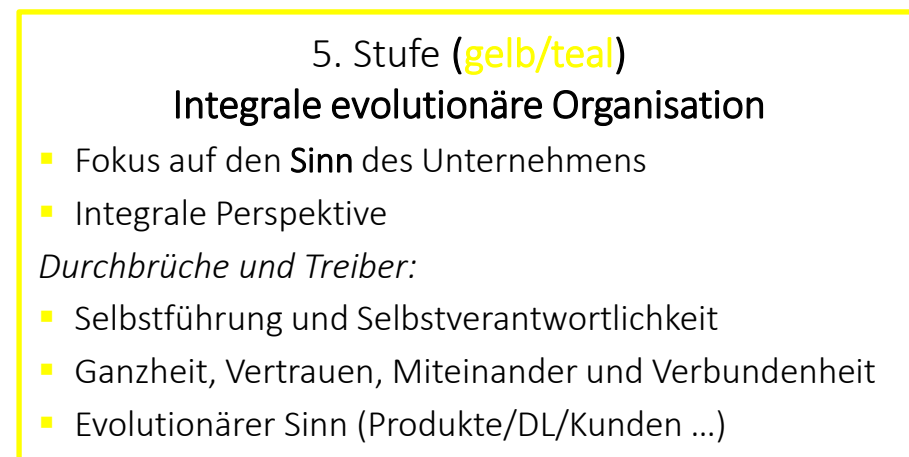 5. Stufe (gelb/teal)
Integrale evolutionäre Organisation
▪ Fokus auf den Sinn des Unternehmens
▪ Integrale Perspektive
Durchbrüche und Treiber:
▪ Selbstführung und Selbstverantwortlichkeit
▪ Ganzheit, Vertrauen, Miteinander und Verbundenheit
▪ Evolutionärer Sinn (Produkte/DL/Kunden …)